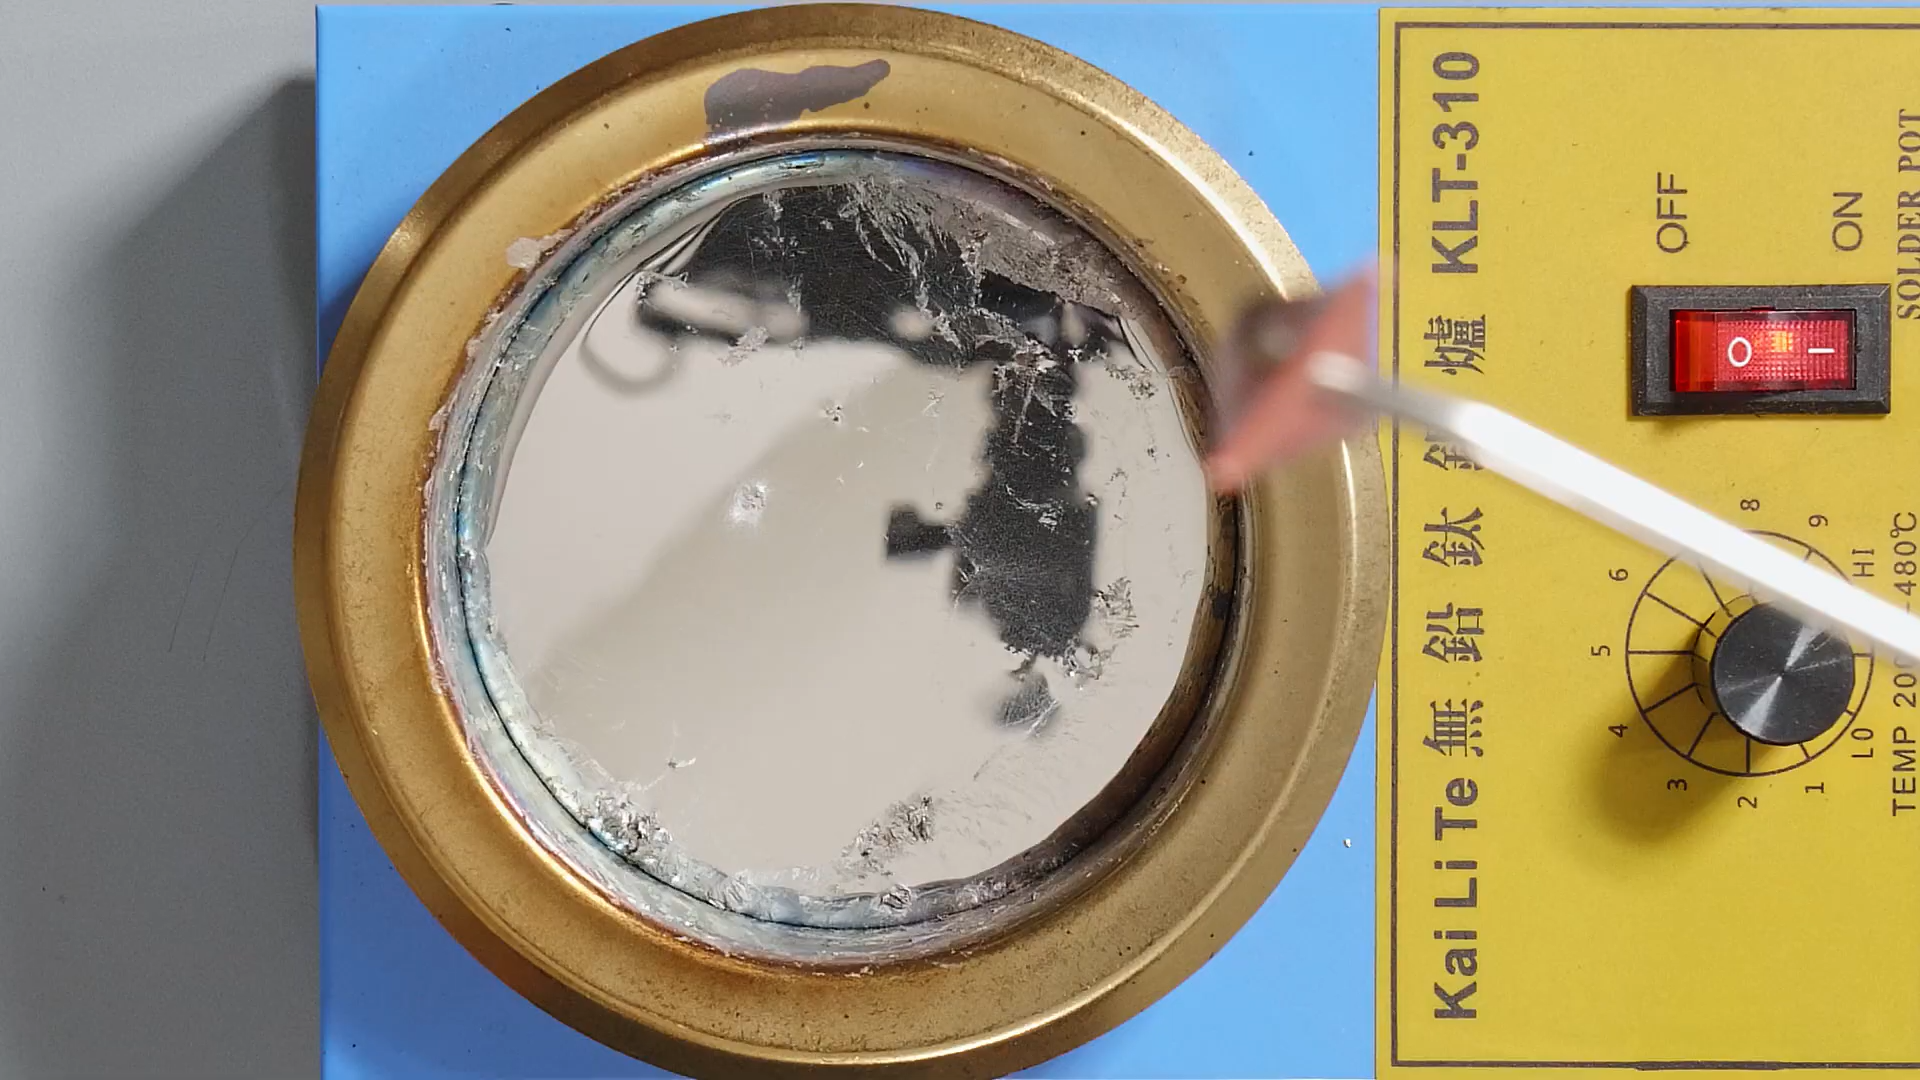 KaiLiTe 無鉛鈦 爐 KLT-310
OFF
ON
SOLDER POT
1
2
3
4
5
6
8
9
HI
LO
TEMP 200 -480℃
O
I